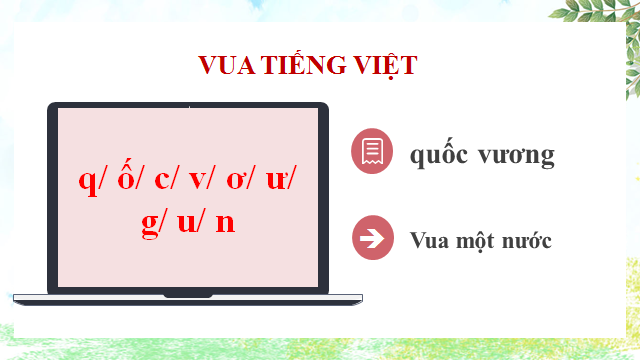 VUA TIẾNG VIỆT
q/ ố/ c/ v/ ơ/ ư/
g/ u/ n
quốc vương
Vua một nước